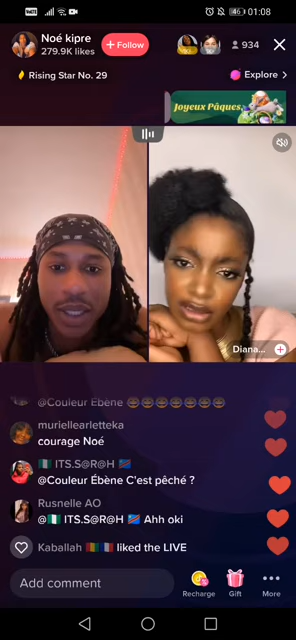 VoLTE
46
01:08
Noé kipre
279.9K likes
+ Follow
934
Rising Star No. 29
Explore >
Joyeux Pâques,
Diana...
@Couleur Ebène 😂😂😂😂😂😂😂
muriellearletteka
courage Noé
🇳🇬 ITS.S@R@H 🇨🇩
@Couleur Ébène C'est pêché ?
Rusnelle AO
@🇳🇬 ITS.S@R@H 🇨🇩 Ahh oki
Kaballah 🇨🇲🇫🇷 liked the LIVE
Add comment
Recharge
Gift
More